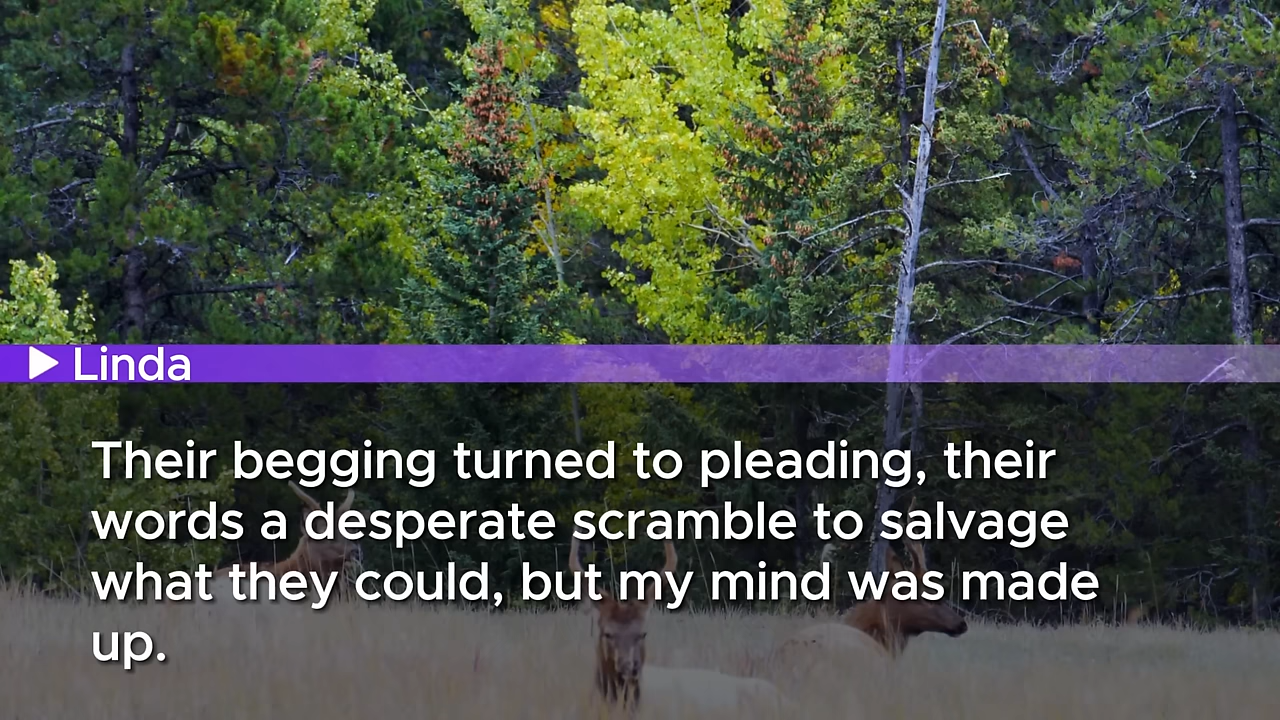 Linda
Their begging turned to pleading, their
words a desperate scramble to salvage
what they could, but my mind was made
up.